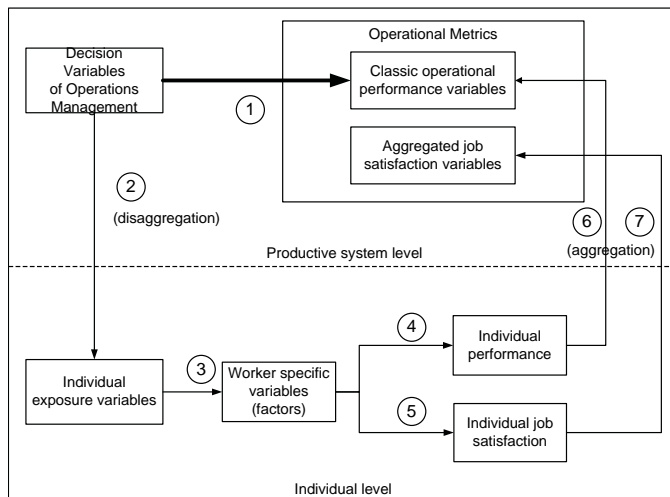 Operational Metrics
Decision
Variables
of Operations
Management
Classic operational
performance variables
1
Aggregated job
satisfaction variables
2
(disaggregation)
6
7
(aggregation)
Productive system level
4
Individual
performance
3
Worker specific
variables
(factors)
Individual
exposure variables
5
Individual job
satisfaction
Individual level